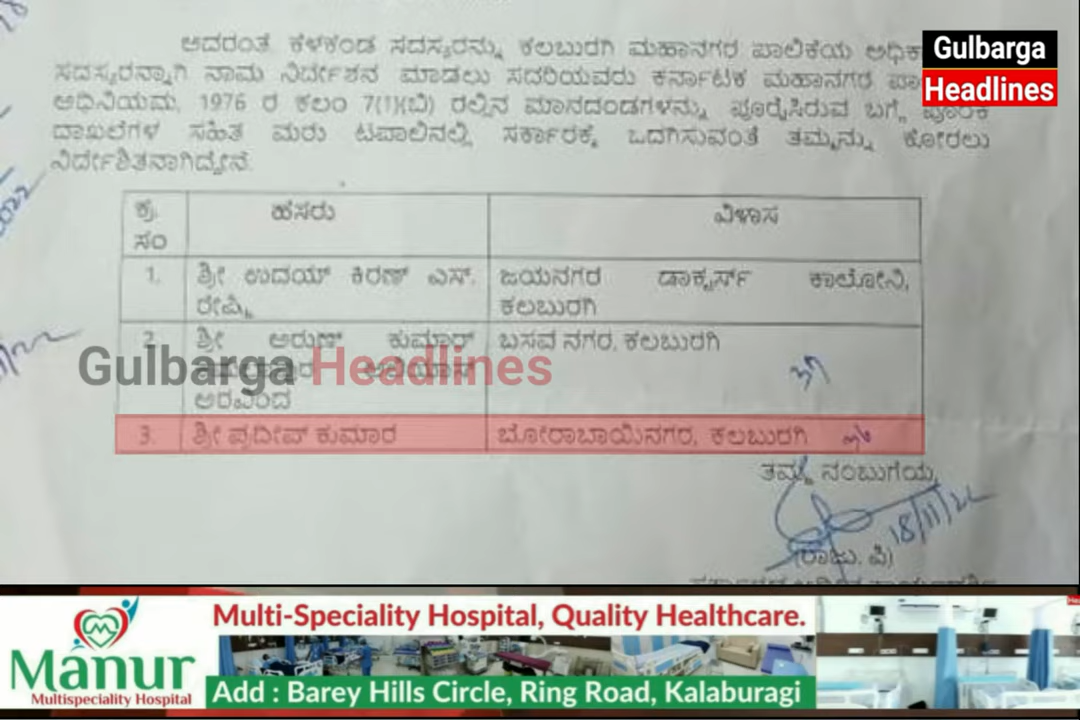 ಅದರಂತೆ ಕೆಳಕಂಡ ಸದಸ್ಯರನ್ನು ಕಲಬುರಗಿ ಮಹಾನಗರ ಪಾಲಿಕೆಯ
ಸದಸ್ಯರನ್ನಾಗಿ ನಾಮ ನಿರ್ದೇಶನ ಮಾಡಲು ಸದರಿಯವರು ಕರ್ನಾಟಕ ಮಹಾನಗರ
ಅಧಿನಿಯಮ, 1976 ರ ಕಲಂ 7(1)(ಬಿ) ರಲ್ಲಿನ ಮಾನದಂಡಗಳನ್ನು ಪೂರೈಸಿರುವ ಬಗ್ಗೆ ಪೂರಕ
ದಾಖಲೆಗಳ ಸಹಿತ ಮರು ಟಪಾಲಿನಲ್ಲಿ ಸರ್ಕಾರಕ್ಕೆ ಒದಗಿಸುವಂತೆ ತಮ್ಮನ್ನು ಕೋರಲು
ನಿರ್ದೇಶಿತನಾಗಿದ್ದೇನೆ.
Gulbarga
Headlines
ಕ್ರ. ಸಂ ಹೆಸರು ವಿಳಾಸ
1. ಶ್ರೀ ಉದಯ್ ಕಿರಣ್ ಎಸ್. ಜಯನಗರ ಡಾಕ್ಟರ್ಸ್ ಕಾಲೋನಿ,
ರೇಷ್ಮಿ ಕಲಬುರಗಿ
2. ಶ್ರೀ ಅರುಣ್ ಕುಮಾರ್ ಬಸವ ನಗರ, ಕಲಬುರಗಿ
ಅಲಿಯಾಸ್
ಅರವಿಂದ
Gulbarga Headlines
3. ಶ್ರೀ ಪ್ರದೀಪ್ ಕುಮಾರ ಬೋರಾಬಾಯಿನಗರ, ಕಲಬುರಗಿ
ತಮ್ಮ ನಂಬುಗೆಯ,
18/11/22
(ರಾಜು. ಪಿ)
Multi-Speciality Hospital, Quality Healthcare.
Manur
Multispeciality Hospital
Add : Barey Hills Circle, Ring Road, Kalaburagi